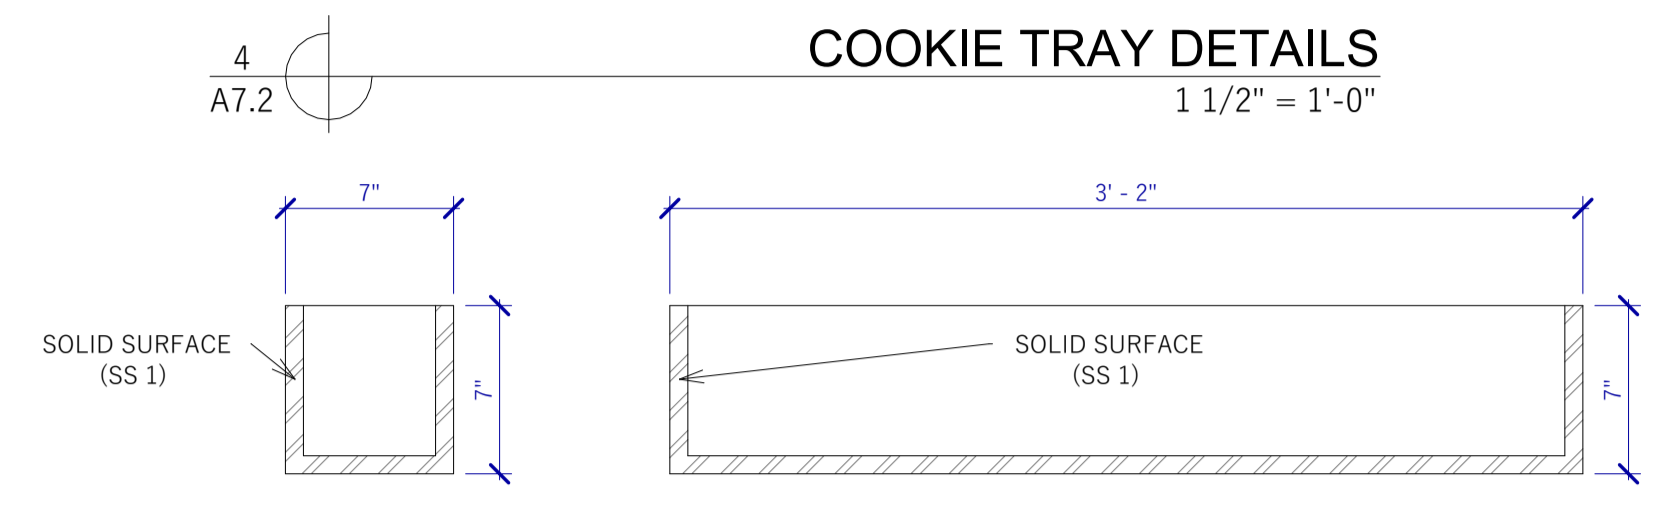 4
COOKIE TRAY DETAILS
A7.2
1 1/2" = 1'-0"
7"
3' - 2"
SOLID SURFACE
(SS 1)
7"
SOLID SURFACE
(SS 1)
7"